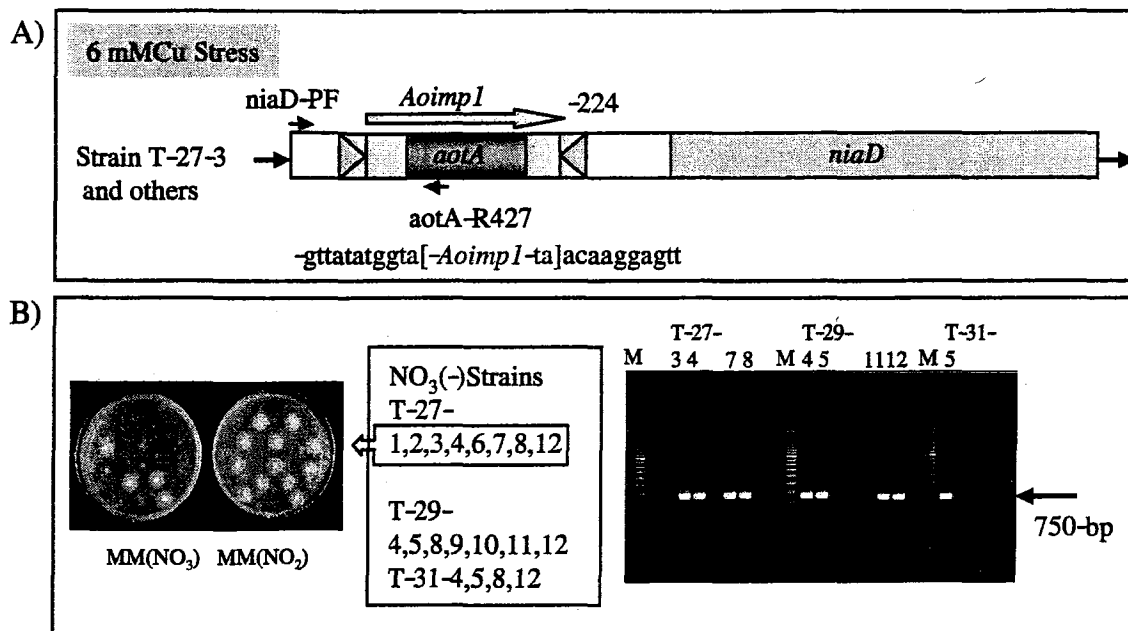 A)
6 mMCu Stress
niaD-PF
Aoimp1
-224
Strain T-27-3
and others
aotA
niaD
aotA-R427
-gttatatggta[-Aoimp1-ta]acaaggagtt
B)
MM(NO3) MM(NO2)
NO3(-)Strains
T-27-
1,2,3,4,6,7,8,12
T-29-
4,5,8,9,10,11,12
T-31-4,5,8,12
T-27- T-29- T-31-
M 3 4 7 8 M 4 5 1112 M 5
750-bp